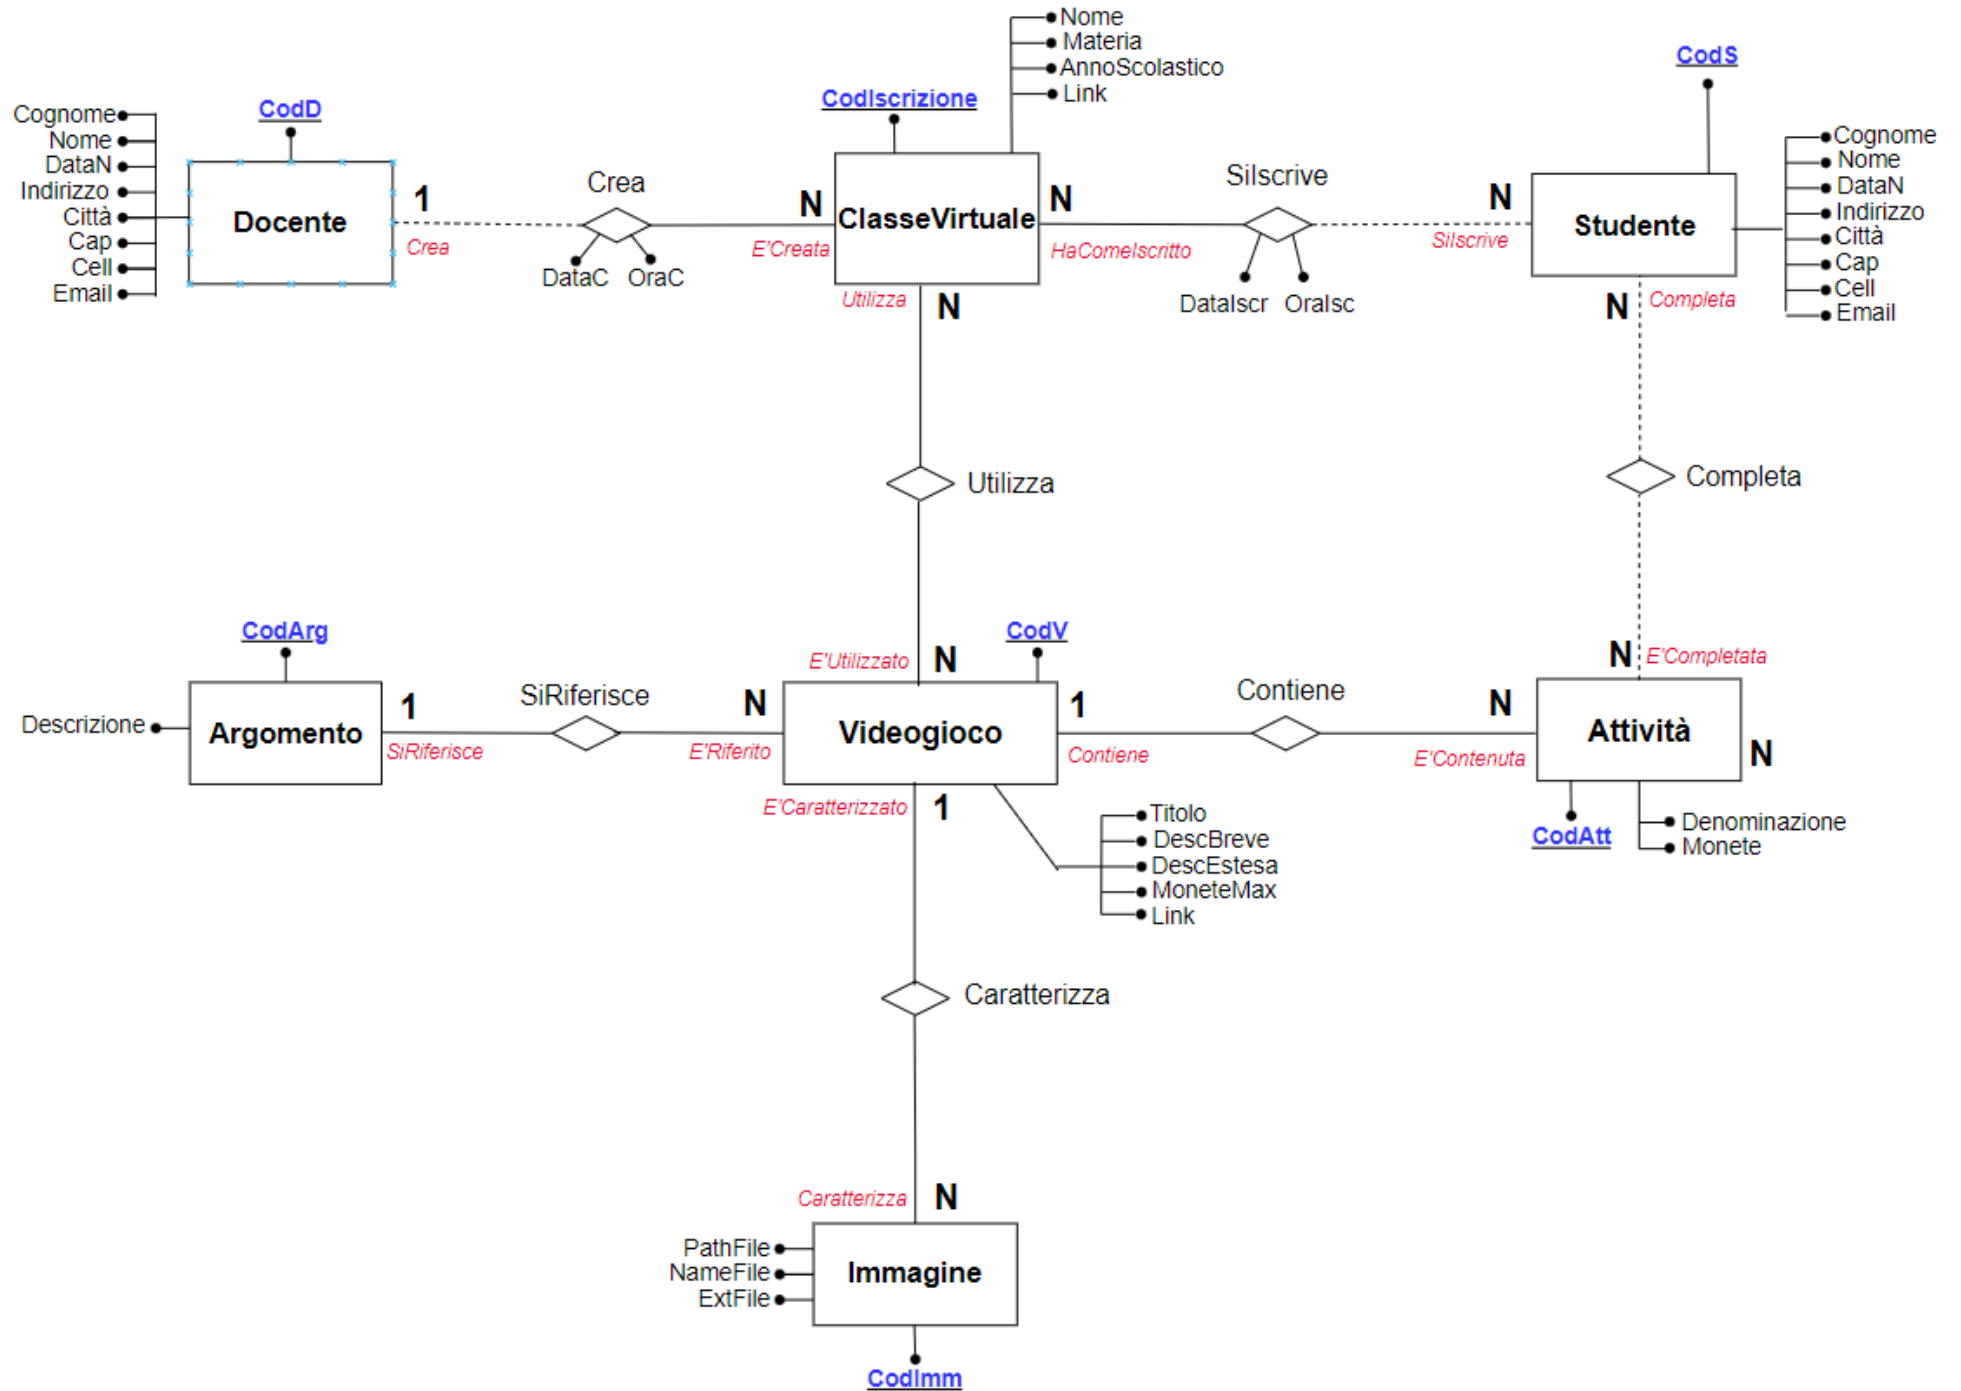 Nome
Materia
AnnoScolastico
Link
CodS
CodIscrizione
CodD
Cognome
Nome
DataN
Indirizzo
Città
Cap
Cell
Email
Docente
1
Crea
Crea
DataC
OraC
N
E'Creata
ClasseVirtuale
N
HaComeIscritto
SiIscrive
DataIscr
OraIsc
N
SiIscrive
Studente
Cognome
Nome
DataN
Indirizzo
Città
Cap
Cell
Email
Utilizza
N
N
Completa
Utilizza
Completa
CodArg
E'Utilizzato
N
CodV
N
E'Completata
Descrizione
Argomento
1
SiRiferisce
SiRiferisce
N
E'Riferito
Videogioco
1
Contiene
Contiene
N
E'Contenuta
Attività
N
E'Caratterizzato
1
Titolo
DescBreve
DescEstesa
MoneteMax
Link
CodAtt
Denominazione
Monete
Caratterizza
Caratterizza
N
PathFile
NameFile
ExtFile
Immagine
CodImm